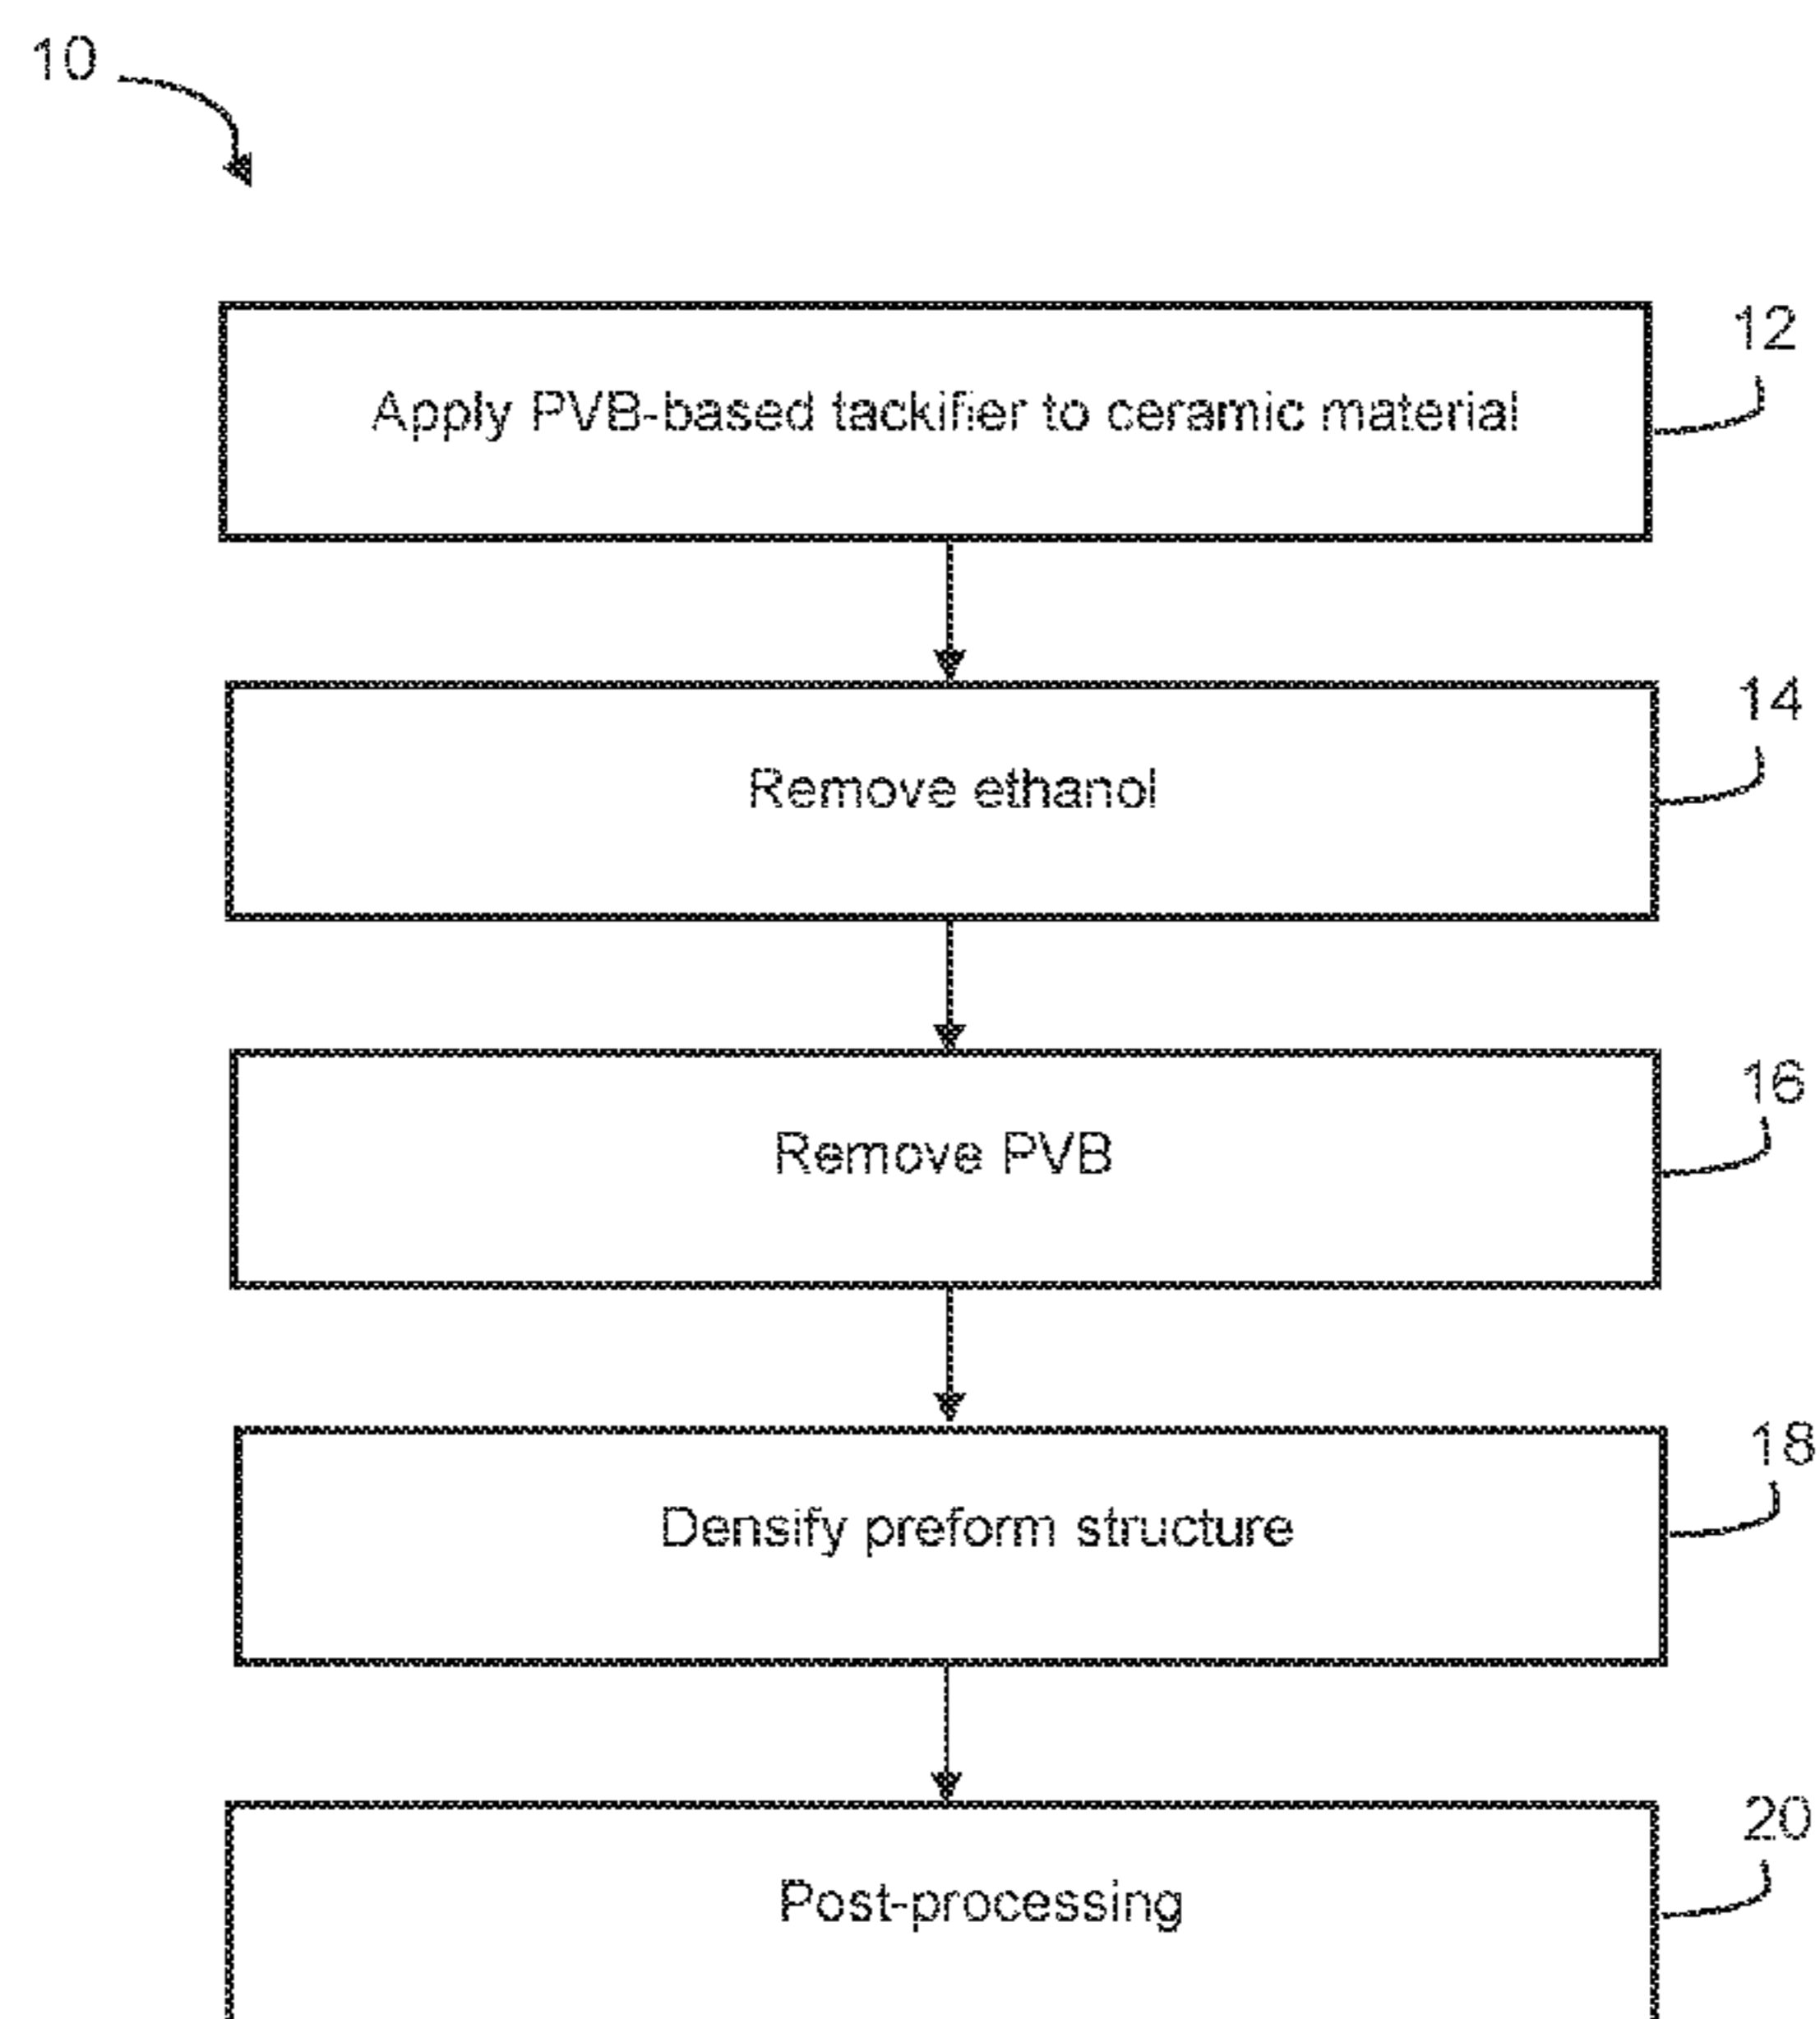 10
12
Apply PVB-based tackifier to ceramic material
14
Remove ethanol
16
Remove PVB
18
Densify preform structure
20
Post-processing